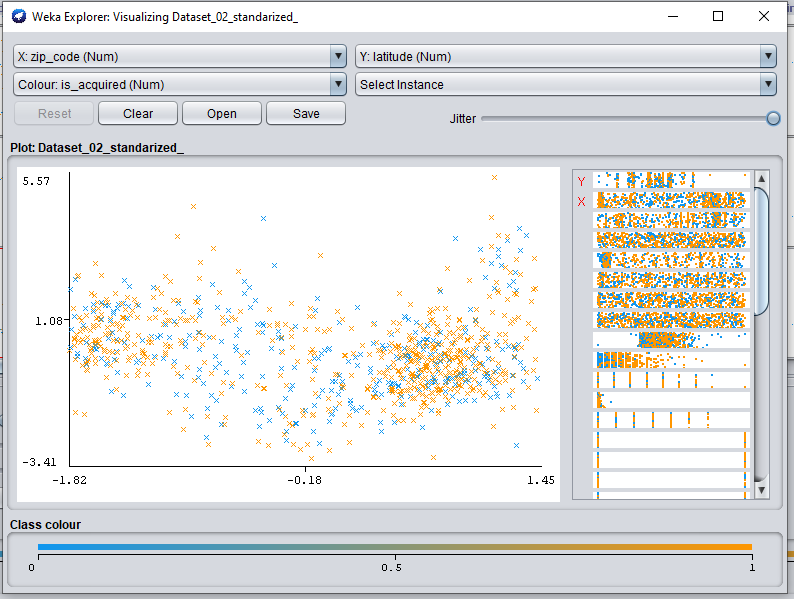 Weka Explorer: Visualizing Dataset_02_standarized_
X: zip_code (Num)
Y: latitude (Num)
Colour: is_acquired (Num)
Select Instance
Reset
Clear
Open
Save
Jitter
Plot: Dataset_02_standarized_
5.57
1.08
-3.41
-1.82
-0.18
1.45
Y
X
Class colour
0
0.5
1